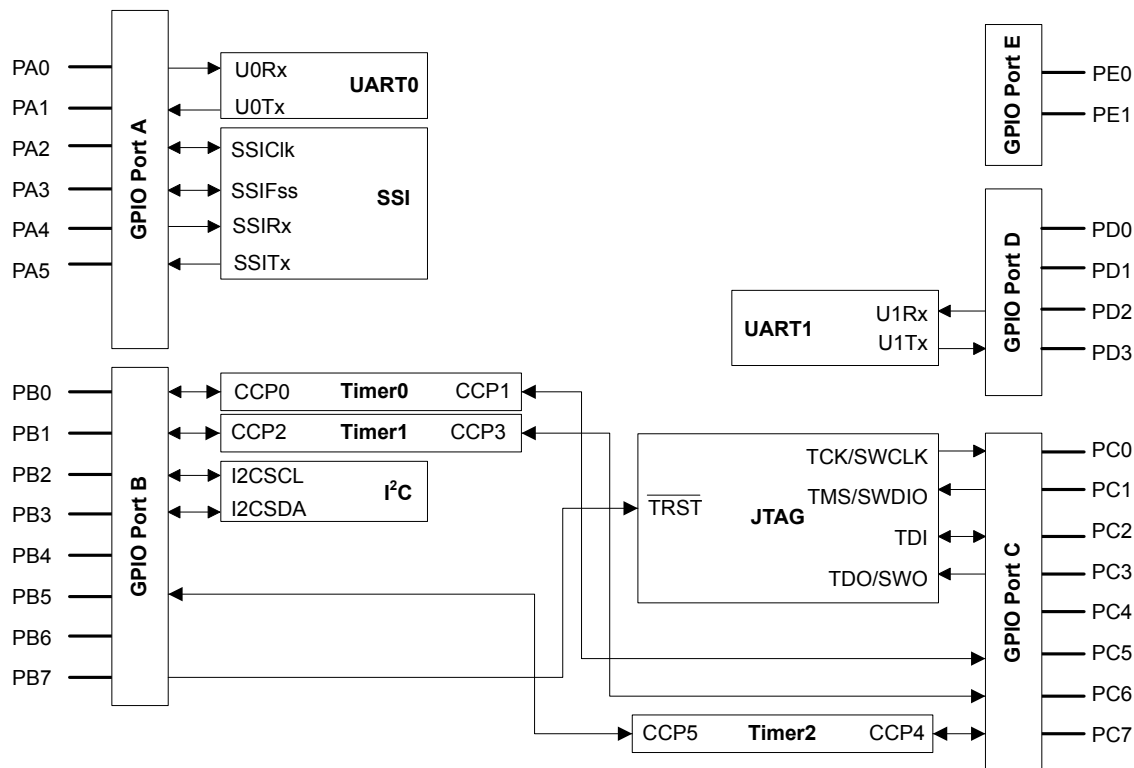 PA0
PA1
PA2
PA3
PA4
PA5
GPIO Port A
U0Rx
U0Tx
UART0
SSIClk
SSIFss
SSIRx
SSITx
SSI
GPIO Port E
PE0
PE1
GPIO Port D
PD0
PD1
PD2
PD3
UART1
U1Rx
U1Tx
PB0
PB1
PB2
PB3
PB4
PB5
PB6
PB7
GPIO Port B
CCP0 Timer0 CCP1
CCP2 Timer1 CCP3
I2CSCL
I2CSDA
I²C
TRST
JTAG
TCK/SWCLK
TMS/SWDIO
TDI
TDO/SWO
GPIO Port C
PC0
PC1
PC2
PC3
PC4
PC5
PC6
PC7
CCP5 Timer2 CCP4